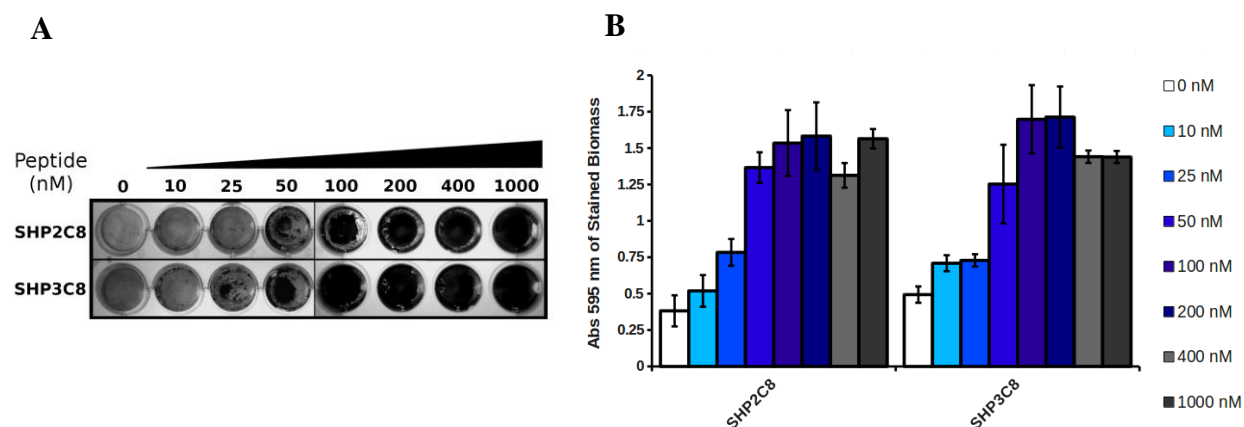 A
Peptide
(nM)
0 10 25 50 100 200 400 1000
SHP2C8
SHP3C8
B
Abs 595 nm of Stained Biomass
2
1.75
1.5
1.25
1
0.75
0.5
0.25
0
SHP2C8
SHP3C8
0 nM
10 nM
25 nM
50 nM
100 nM
200 nM
400 nM
1000 nM